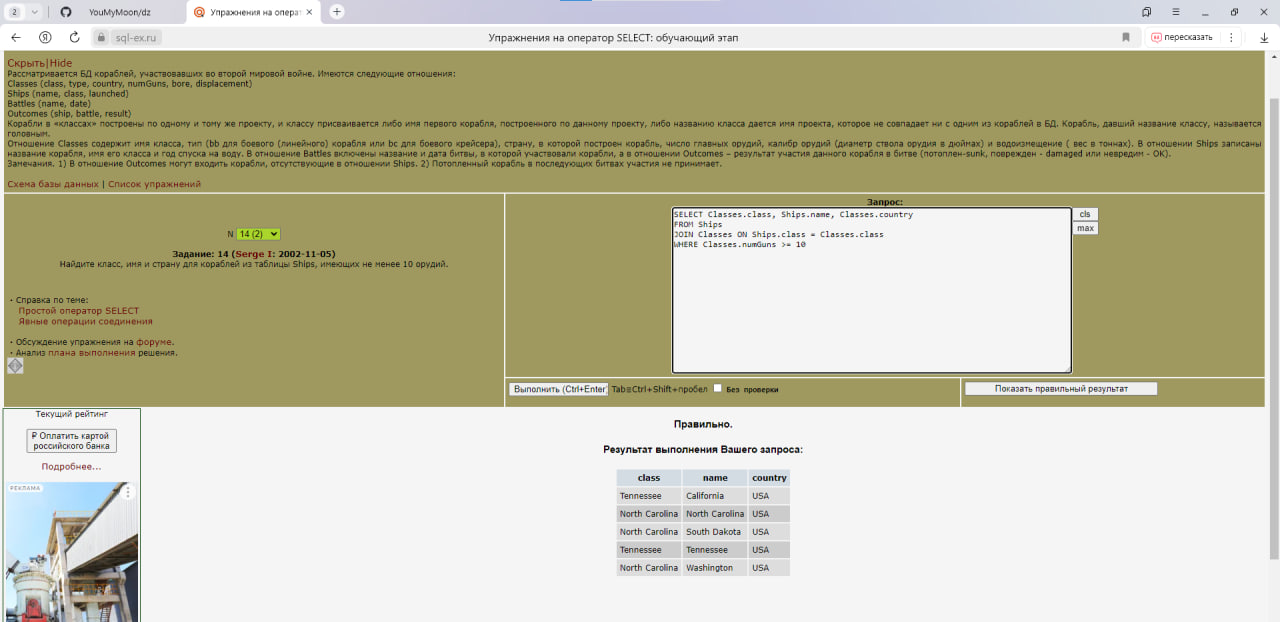 2
YouMyMoon/dz
Упражнения на операт
sql-ex.ru
Упражнения на оператор SELECT: обучающий этап
пересказать
Скрыть|Hide
Рассматривается БД кораблей, участвовавших во второй мировой войне. Имеются следующие отношения:
Classes (class, type, country, numGuns, bore, displacement)
Ships (name, class, launched)
Battles (name, date)
Outcomes (ship, battle, result)
Корабли в «классах» построены по одному и тому же проекту, и классу присваивается либо имя первого корабля, построенного по данному проекту, либо названию класса дается имя проекта, которое не совпадает ни с одним из кораблей в БД. Корабль, давший название классу, называется
головным.
Отношение Classes содержит имя класса, тип (bb для боевого (линейного) корабля или bc для боевого крейсера), страну, в которой построен корабль, число главных орудий, калибр орудий (диаметр ствола орудия в дюймах) и водоизмещение ( вес в тоннах). В отношении Ships записаны
название корабля, имя его класса и год спуска на воду. В отношение Battles включены название и дата битвы, в которой участвовали корабли, а в отношении Outcomes – результат участия данного корабля в битве (потоплен-sunk, поврежден - damaged или невредим - OK).
Замечания. 1) В отношение Outcomes могут входить корабли, отсутствующие в отношении Ships. 2) Потопленный корабль в последующих битвах участия не принимает.
Схема базы данных | Список упражнений
N 14 (2)
Задание: 14 (Serge I: 2002-11-05)
Найдите класс, имя и страну для кораблей из таблицы Ships, имеющих не менее 10 орудий.
· Справка по теме:
Простой оператор SELECT
Явные операции соединения
· Обсуждение упражнения на форуме.
· Анализ плана выполнения решения.
Запрос:
SELECT Classes.class, Ships.name, Classes.country
FROM Ships
JOIN Classes ON Ships.class = Classes.class
WHERE Classes.numGuns >= 10
cls
max
Выполнить (Ctrl+Enter) Tab≡Ctrl+Shift+пробел Без проверки
Показать правильный результат
Текущий рейтинг
₽ Оплатить картой
российского банка
Подробнее...
РЕКЛАМА
Правильно.
Результат выполнения Вашего запроса:
class name country
Tennessee California USA
North Carolina North Carolina USA
North Carolina South Dakota USA
Tennessee Tennessee USA
North Carolina Washington USA